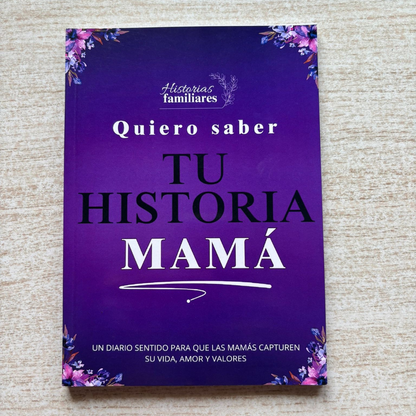 Historias
familiares
Quiero saber
TU
HISTORIA
MAMÁ
UN DIARIO SENTIDO PARA QUE LAS MAMÁS CAPTUREN
SU VIDA, AMOR Y VALORES